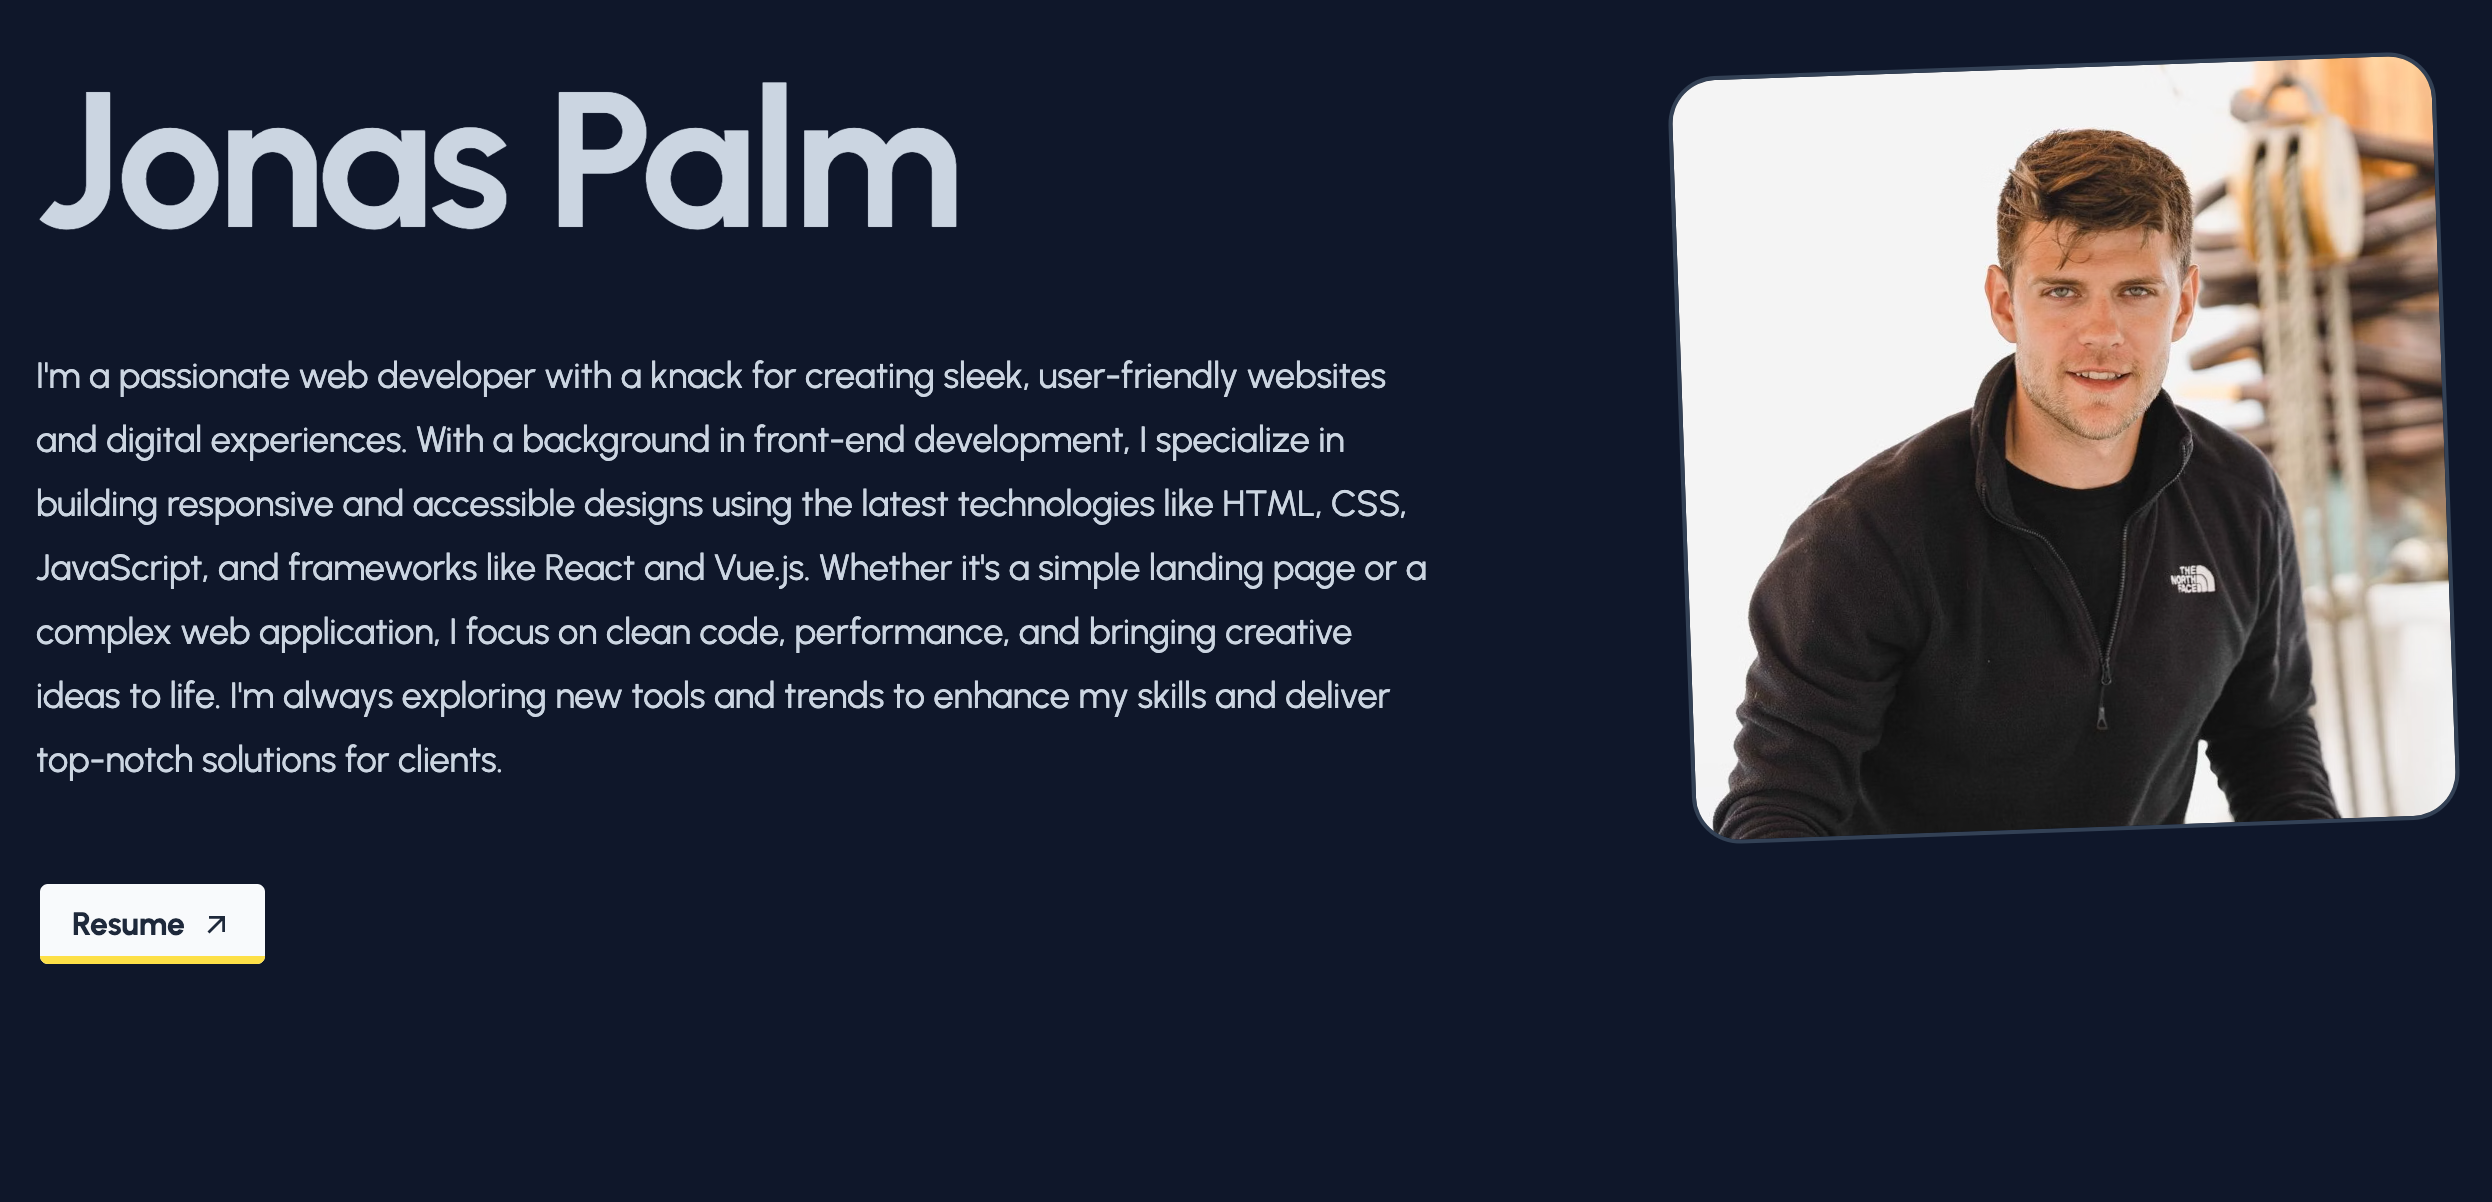 Jonas Palm
I'm a passionate web developer with a knack for creating sleek, user-friendly websites
and digital experiences. With a background in front-end development, I specialize in
building responsive and accessible designs using the latest technologies like HTML, CSS,
JavaScript, and frameworks like React and Vue.js. Whether it's a simple landing page or a
complex web application, I focus on clean code, performance, and bringing creative
ideas to life. I'm always exploring new tools and trends to enhance my skills and deliver
top-notch solutions for clients.
Resume
THE
NORTH
FACE